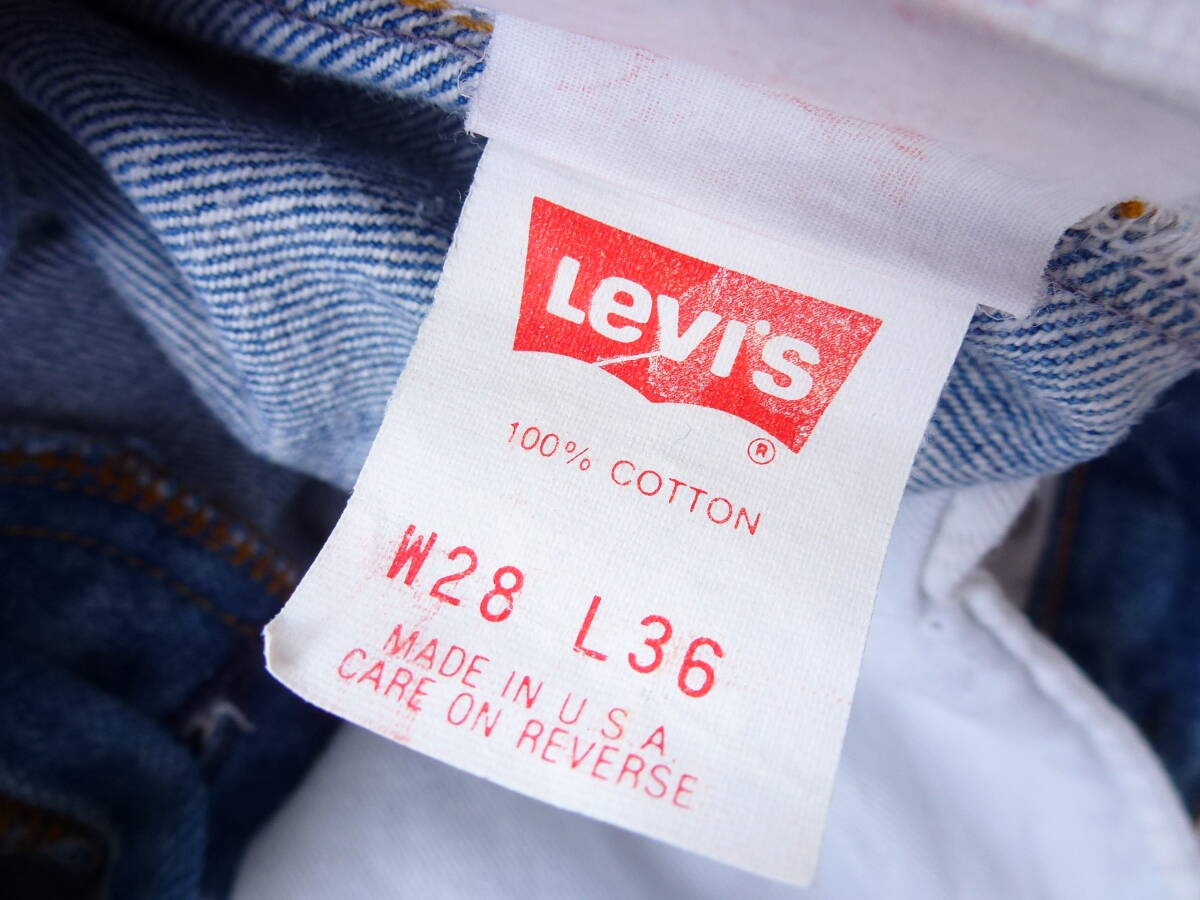 Levi's
®
100% COTTON
W28 L36
MADE IN U S A
CARE ON REVERSE